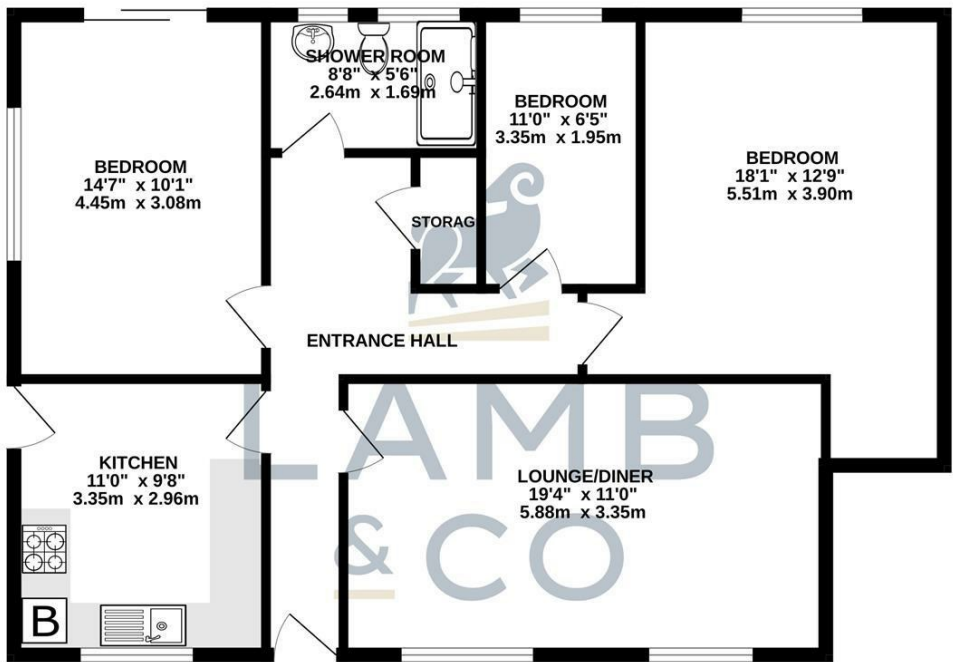 SHOWER ROOM
8'8" x 5'6"
2.64m x 1.69m
BEDROOM
11'0" x 6'5"
3.35m x 1.95m
BEDROOM
14'7" x 10'1"
4.45m x 3.08m
BEDROOM
18'1" x 12'9"
5.51m x 3.90m
STORAG
ENTRANCE HALL
LAMB
& CO
KITCHEN
11'0" x 9'8"
3.35m x 2.96m
LOUNGE/DINER
19'4" x 11'0"
5.88m x 3.35m
B